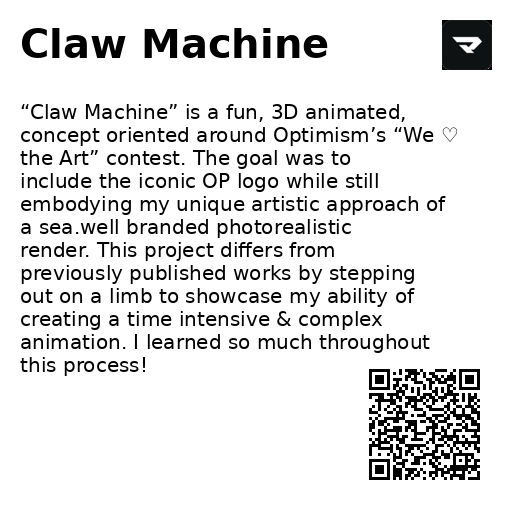 Claw Machine
“Claw Machine” is a fun, 3D animated,
concept oriented around Optimism’s “We ♡
the Art” contest. The goal was to
include the iconic OP logo while still
embodying my unique artistic approach of
a sea.well branded photorealistic
render. This project differs from
previously published works by stepping
out on a limb to showcase my ability of
creating a time intensive & complex
animation. I learned so much throughout
this process!